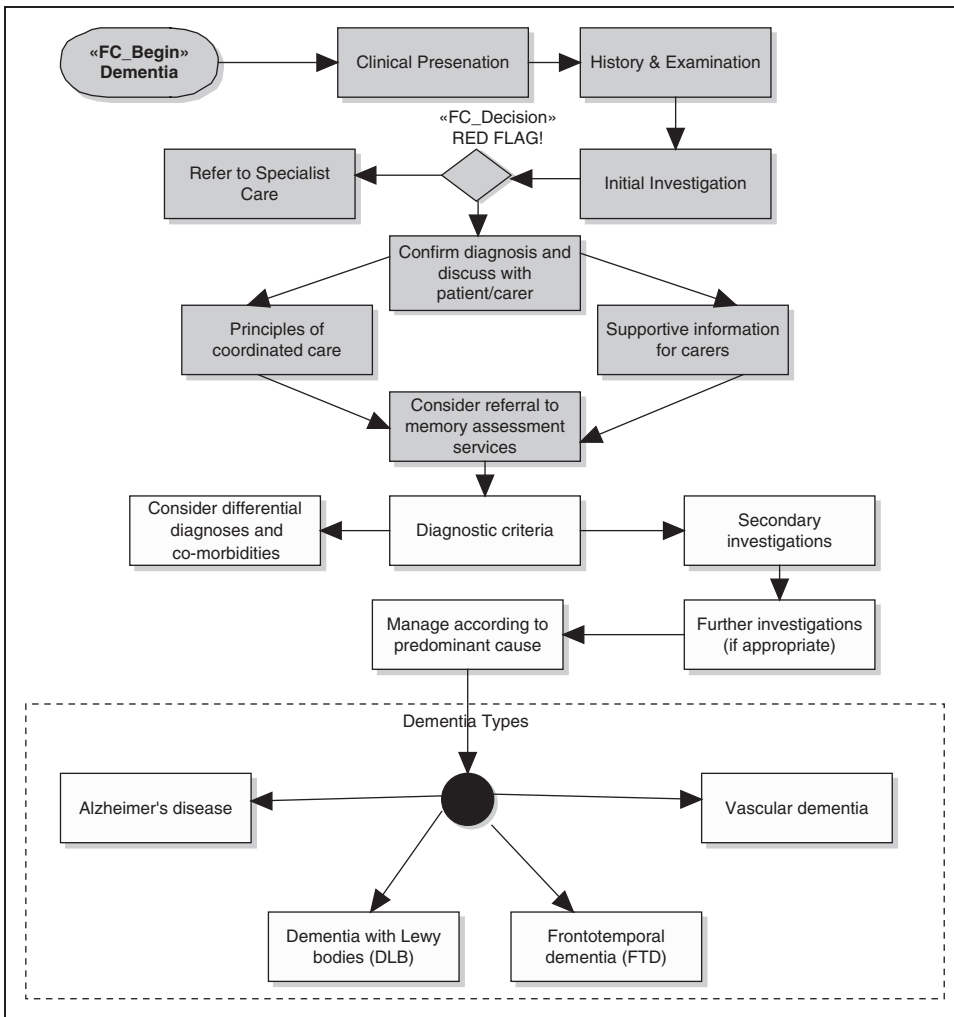 «FC_Begin»
Dementia
Clinical Presenation
History & Examination
«FC_Decision»
RED FLAG!
Refer to Specialist
Care
Initial Investigation
Confirm diagnosis and
discuss with
patient/carer
Principles of
coordinated care
Supportive information
for carers
Consider referral to
memory assessment
services
Consider differential
diagnoses and
co-morbidities
Diagnostic criteria
Secondary
investigations
Manage according to
predominant cause
Further investigations
(if appropriate)
Dementia Types
Alzheimer's disease
Vascular dementia
Dementia with Lewy
bodies (DLB)
Frontotemporal
dementia (FTD)